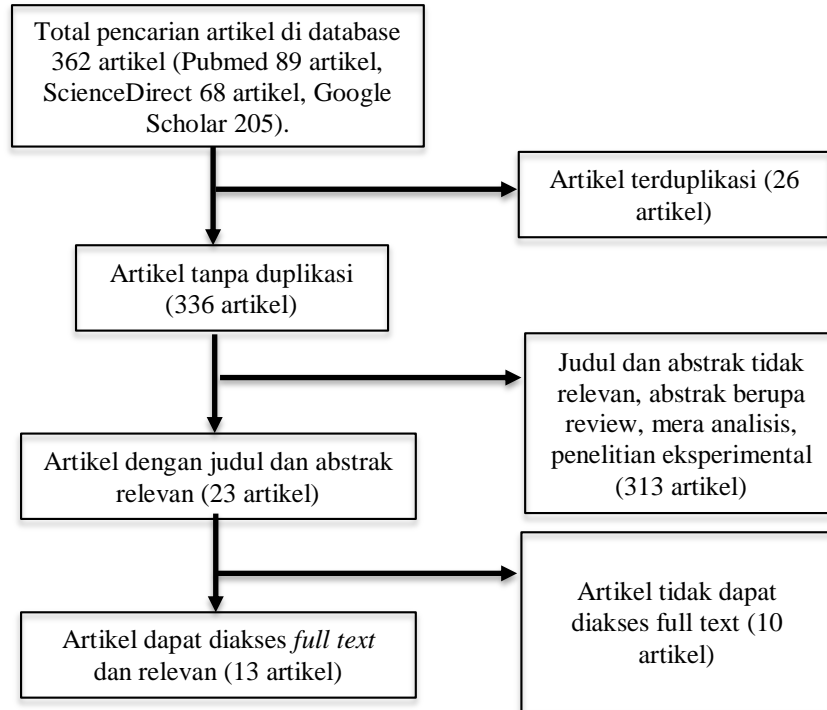 Total pencarian artikel di database
362 artikel (Pubmed 89 artikel,
ScienceDirect 68 artikel, Google
Scholar 205).
Artikel terduplikasi (26
artikel)
Artikel tanpa duplikasi
(336 artikel)
Judul dan abstrak tidak
relevan, abstrak berupa
review, mera analisis,
penelitian eksperimental
(313 artikel)
Artikel dengan judul dan abstrak
relevan (23 artikel)
Artikel tidak dapat
diakses full text (10
artikel)
Artikel dapat diakses full text
dan relevan (13 artikel)